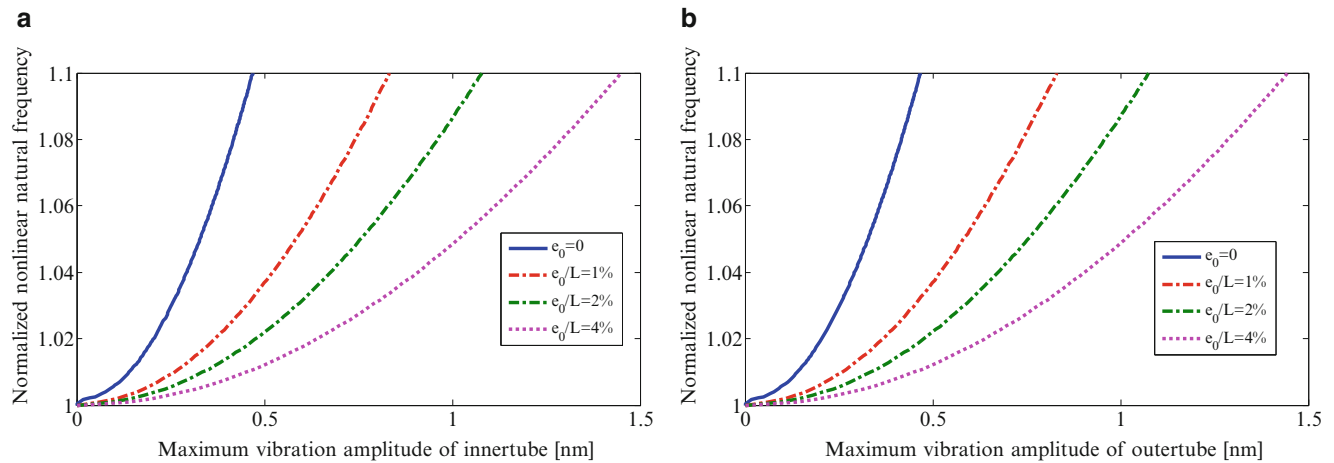 a
Normalized nonlinear natural frequency
1.1
1.08
1.06
1.04
1.02
1
0
0.5
1
1.5
e0=0
e0/L=1%
e0/L=2%
e0/L=4%
Maximum vibration amplitude of innertube [nm]
b
Normalized nonlinear natural frequency
1.1
1.08
1.06
1.04
1.02
1
0
0.5
1
1.5
e0=0
e0/L=1%
e0/L=2%
e0/L=4%
Maximum vibration amplitude of outertube [nm]